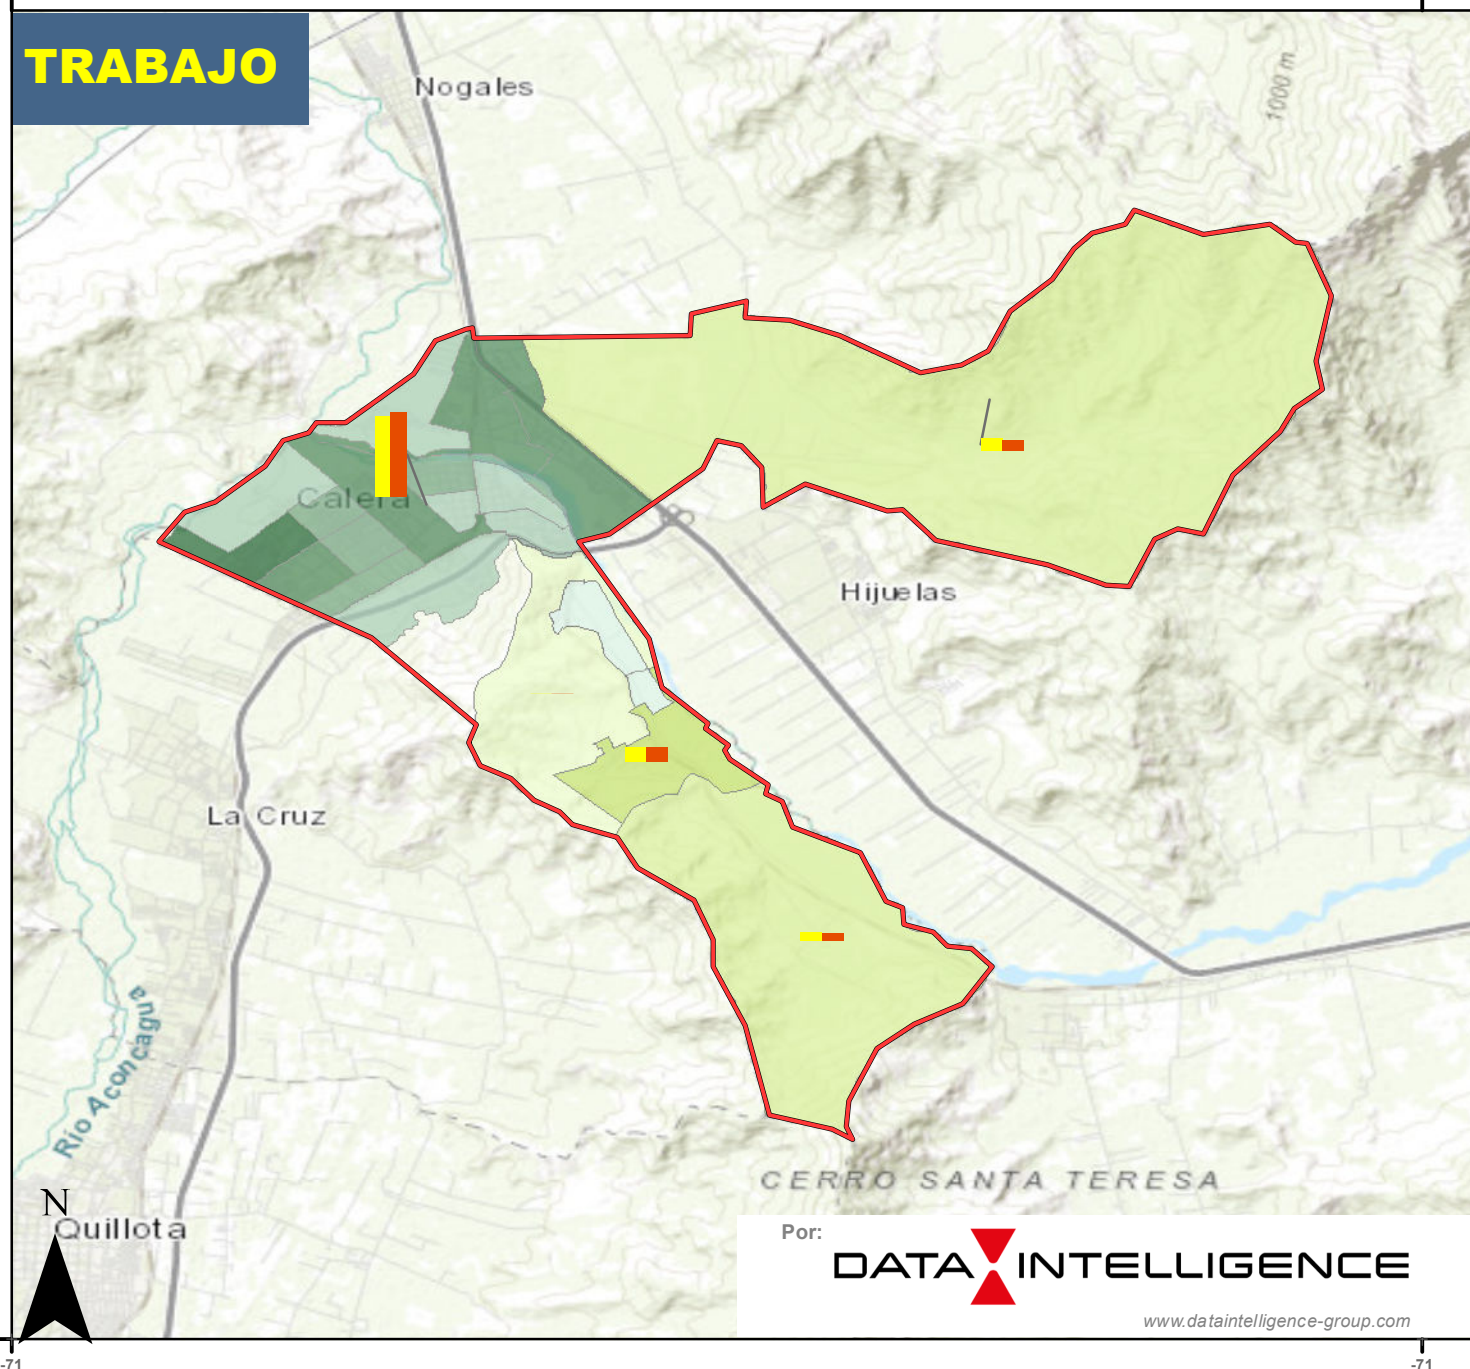 TRABAJO
Nogales
1000 m
Calera
Hijuelas
La Cruz
Río Aconcagua
CERRO SANTA TERESA
N
Quillota
Por:
DATA INTELLIGENCE
www.dataintelligence-group.com
-71
-71